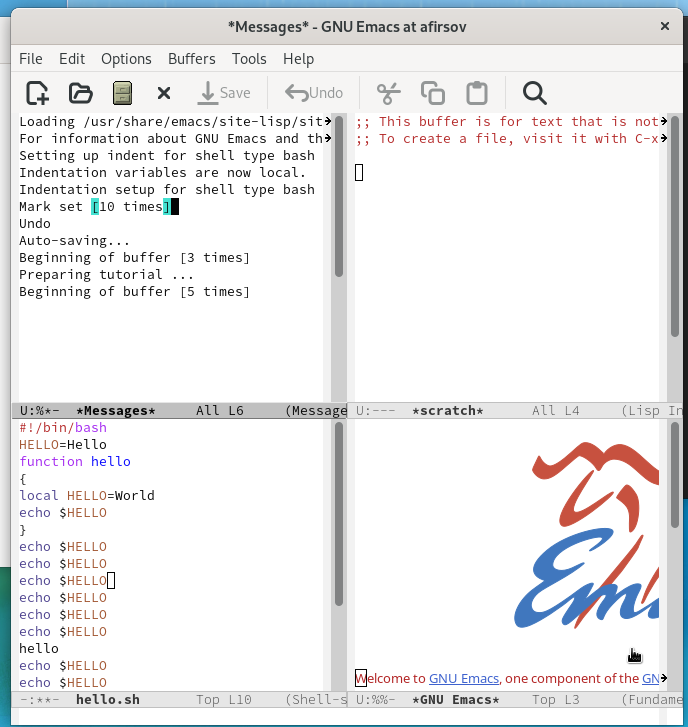 *Messages* - GNU Emacs at afirsov
File Edit Options Buffers Tools Help
Save Undo
Loading /usr/share/emacs/site-lisp/sit
For information about GNU Emacs and th
Setting up indent for shell type bash
Indentation variables are now local.
Indentation setup for shell type bash
Mark set [10 times]
Undo
Auto-saving...
Beginning of buffer [3 times]
Preparing tutorial ...
Beginning of buffer [5 times]
U:%*- *Messages* All L6 (Message
;; This buffer is for text that is not
;; To create a file, visit it with C-x
U:--- *scratch* All L4 (Lisp In
#!/bin/bash
HELLO=Hello
function hello
{
local HELLO=World
echo $HELLO
}
echo $HELLO
echo $HELLO
echo $HELLO
echo $HELLO
echo $HELLO
echo $HELLO
hello
echo $HELLO
echo $HELLO
-:**- hello.sh Top L10 (Shell-s
Em
Welcome to GNU Emacs, one component of the GN
U:%%- *GNU Emacs* Top L3 (Fundame